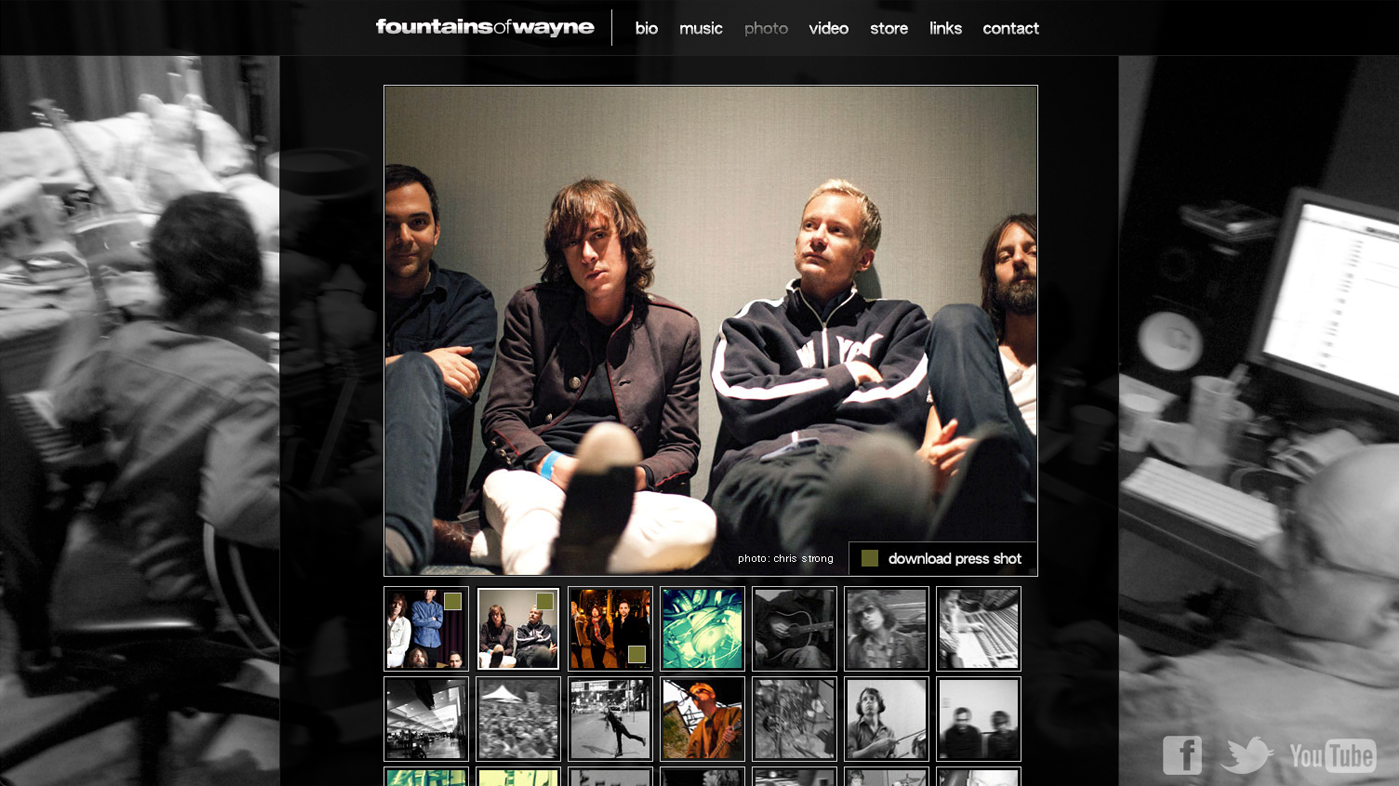 fountainsofwayne bio music photo video store links contact
photo: chris strong
download press shot
f YouTube